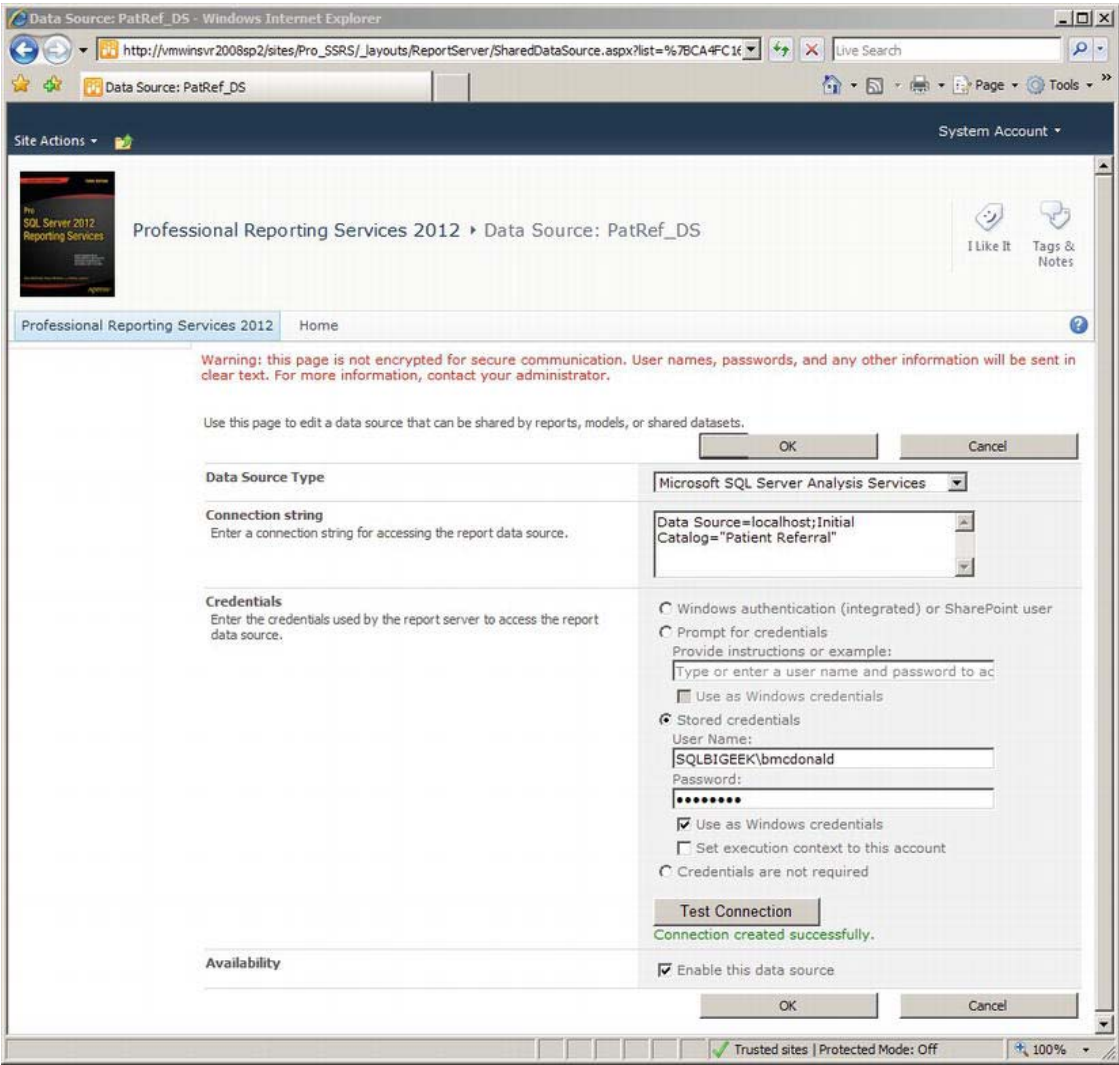 Data Source: PatRef_DS - Windows Internet Explorer
http://vmwinsvr2008sp2/sites/Pro_SSRS/_layouts/ReportServer/SharedDataSource.aspx?list=%7BCA4FC1
Live Search
Data Source: PatRef_DS
Page
Tools
Site Actions
System Account
Pro
SQL Server 2012
Reporting Services
Apress
Professional Reporting Services 2012 ▸ Data Source: PatRef_DS
I Like It
Tags &
Notes
Professional Reporting Services 2012
Home
Warning: this page is not encrypted for secure communication. User names, passwords, and any other information will be sent in
clear text. For more information, contact your administrator.
Use this page to edit a data source that can be shared by reports, models, or shared datasets.
OK
Cancel
Data Source Type
Microsoft SQL Server Analysis Services
Connection string
Enter a connection string for accessing the report data source.
Data Source=localhost;Initial
Catalog="Patient Referral"
Credentials
Enter the credentials used by the report server to access the report
data source.
Windows authentication (integrated) or SharePoint user
Prompt for credentials
Provide instructions or example:
Type or enter a user name and password to ac
Use as Windows credentials
Stored credentials
User Name:
SQLBIGEEK\bmcdonald
Password:
••••••••
Use as Windows credentials
Set execution context to this account
Credentials are not required
Test Connection
Connection created successfully.
Availability
Enable this data source
OK
Cancel
Trusted sites | Protected Mode: Off
100%